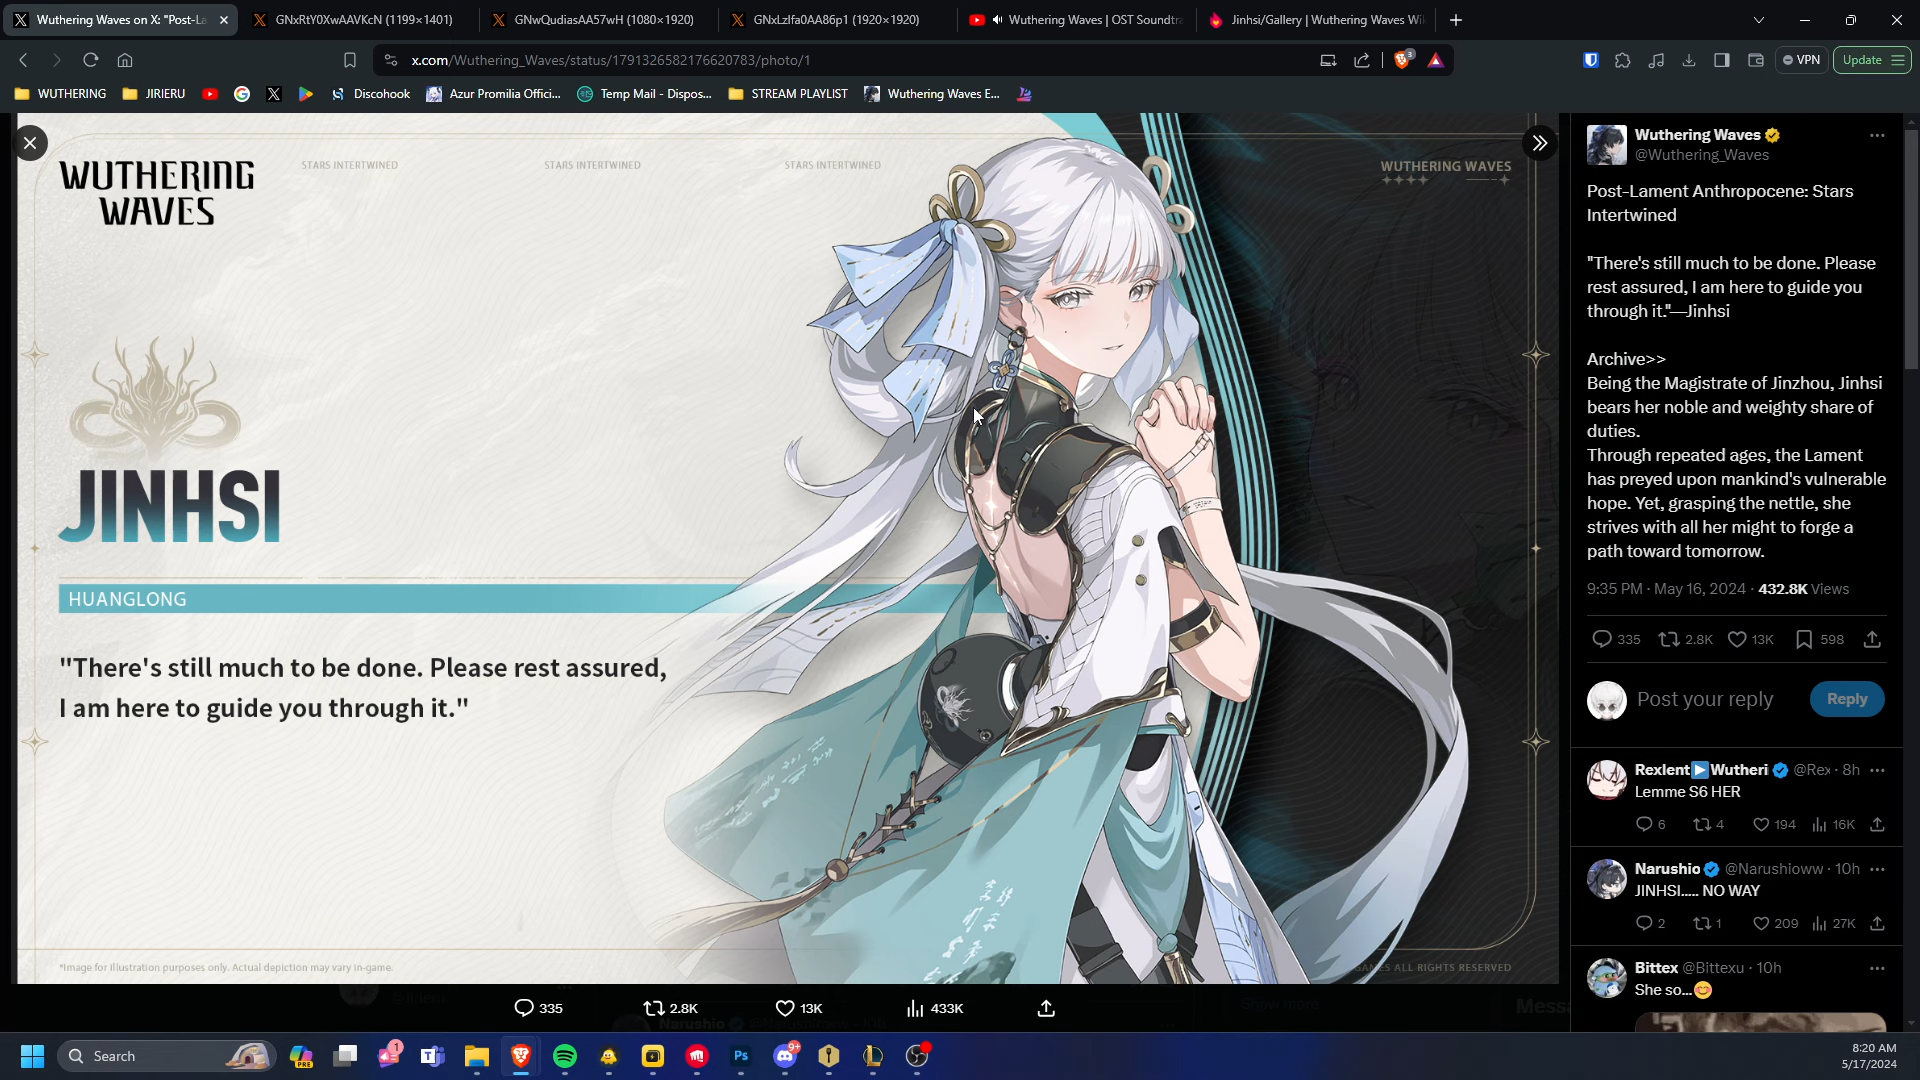 Wuthering Waves on X: "Post-La
GNxRtY0XwAAVKcN (1199×1401)
GNwQudiasAA57wH (1080×1920)
GNxLzlfa0AA86p1 (1920×1920)
Wuthering Waves | OST Soundtra
Jinhsi/Gallery | Wuthering Waves Wi
x.com/Wuthering_Waves/status/1791326582176620783/photo/1
3
VPN
Update
WUTHERING
JIRIERU
Discohook
Azur Promilia Offici...
Temp Mail - Dispos...
STREAM PLAYLIST
Wuthering Waves E...
WUTHERING
WAVES
STARS INTERTWINED
STARS INTERTWINED
STARS INTERTWINED
WUTHERING WAVES
JINHSI
HUANGLONG
"There's still much to be done. Please rest assured,
I am here to guide you through it."
*Image for illustration purposes only. Actual depiction may vary in-game.
GAMES ALL RIGHTS RESERVED
335
2.8K
13K
433K
Wuthering Waves
@Wuthering_Waves
Post-Lament Anthropocene: Stars
Intertwined
"There's still much to be done. Please
rest assured, I am here to guide you
through it."—Jinhsi
Archive>>
Being the Magistrate of Jinzhou, Jinhsi
bears her noble and weighty share of
duties.
Through repeated ages, the Lament
has preyed upon mankind's vulnerable
hope. Yet, grasping the nettle, she
strives with all her might to forge a
path toward tomorrow.
9:35 PM · May 16, 2024 · 432.8K Views
335
2.8K
13K
598
Post your reply
Reply
Rexlent▶Wutheri @Rex · 8h
Lemme S6 HER
6
4
194
16K
Narushio @Narushioww · 10h
JINHSI..... NO WAY
2
1
209
27K
Bittex @Bittexu · 10h
She so...😊
Show more
Messa
Search
PRE
1
Ps
9+
8:20 AM
5/17/2024